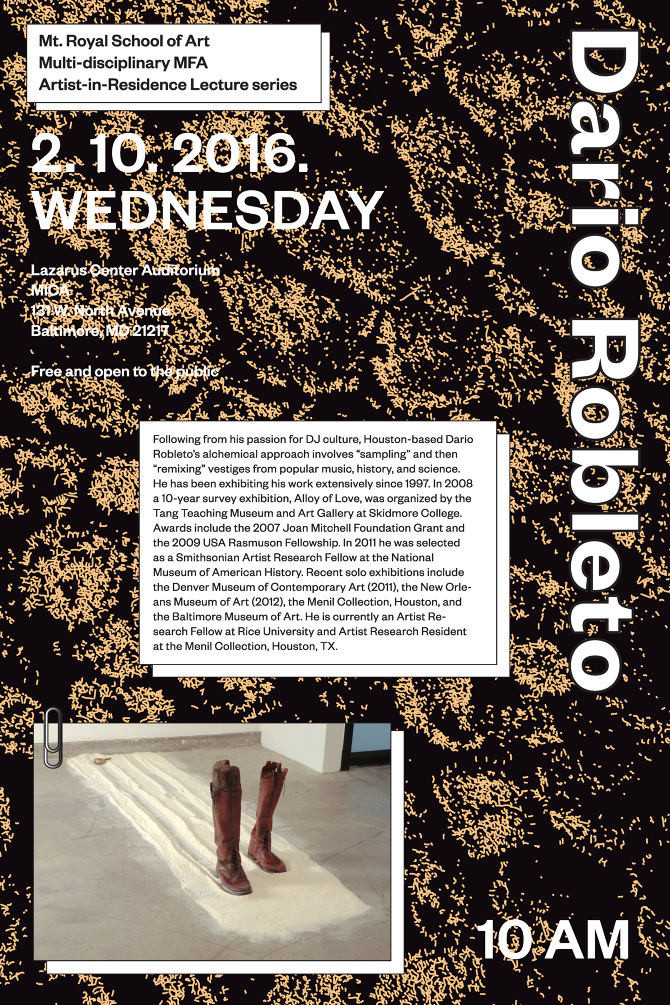 Mt. Royal School of Art
Multi-disciplinary MFA
Artist-in-Residence Lecture series
2. 10. 2016.
WEDNESDAY
Lazarus Center Auditorium
MICA
131 W. North Avenue
Baltimore, MD 21217
Free and open to the public
Dario Robleto
Following from his passion for DJ culture, Houston-based Dario
Robleto's alchemical approach involves “sampling” and then
“remixing” vestiges from popular music, history, and science.
He has been exhibiting his work extensively since 1997. In 2008
a 10-year survey exhibition, Alloy of Love, was organized by the
Tang Teaching Museum and Art Gallery at Skidmore College.
Awards include the 2007 Joan Mitchell Foundation Grant and
the 2009 USA Rasmuson Fellowship. In 2011 he was selected
as a Smithsonian Artist Research Fellow at the National
Museum of American History. Recent solo exhibitions include
the Denver Museum of Contemporary Art (2011), the New Orle-
ans Museum of Art (2012), the Menil Collection, Houston, and
the Baltimore Museum of Art. He is currently an Artist Re-
search Fellow at Rice University and Artist Research Resident
at the Menil Collection, Houston, TX.
10 AM